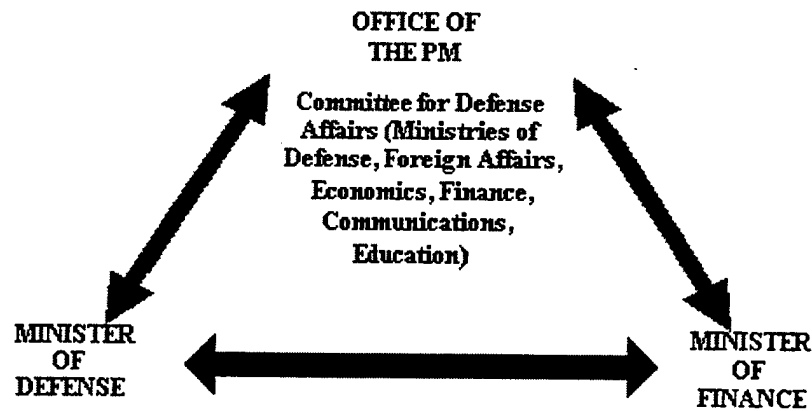 OFFICE OF
THE PM
Committee for Defense
Affairs (Ministries of
Defense, Foreign Affairs,
Economics, Finance,
Communications,
Education)
MINISTER
OF
DEFENSE
MINISTER
OF
FINANCE